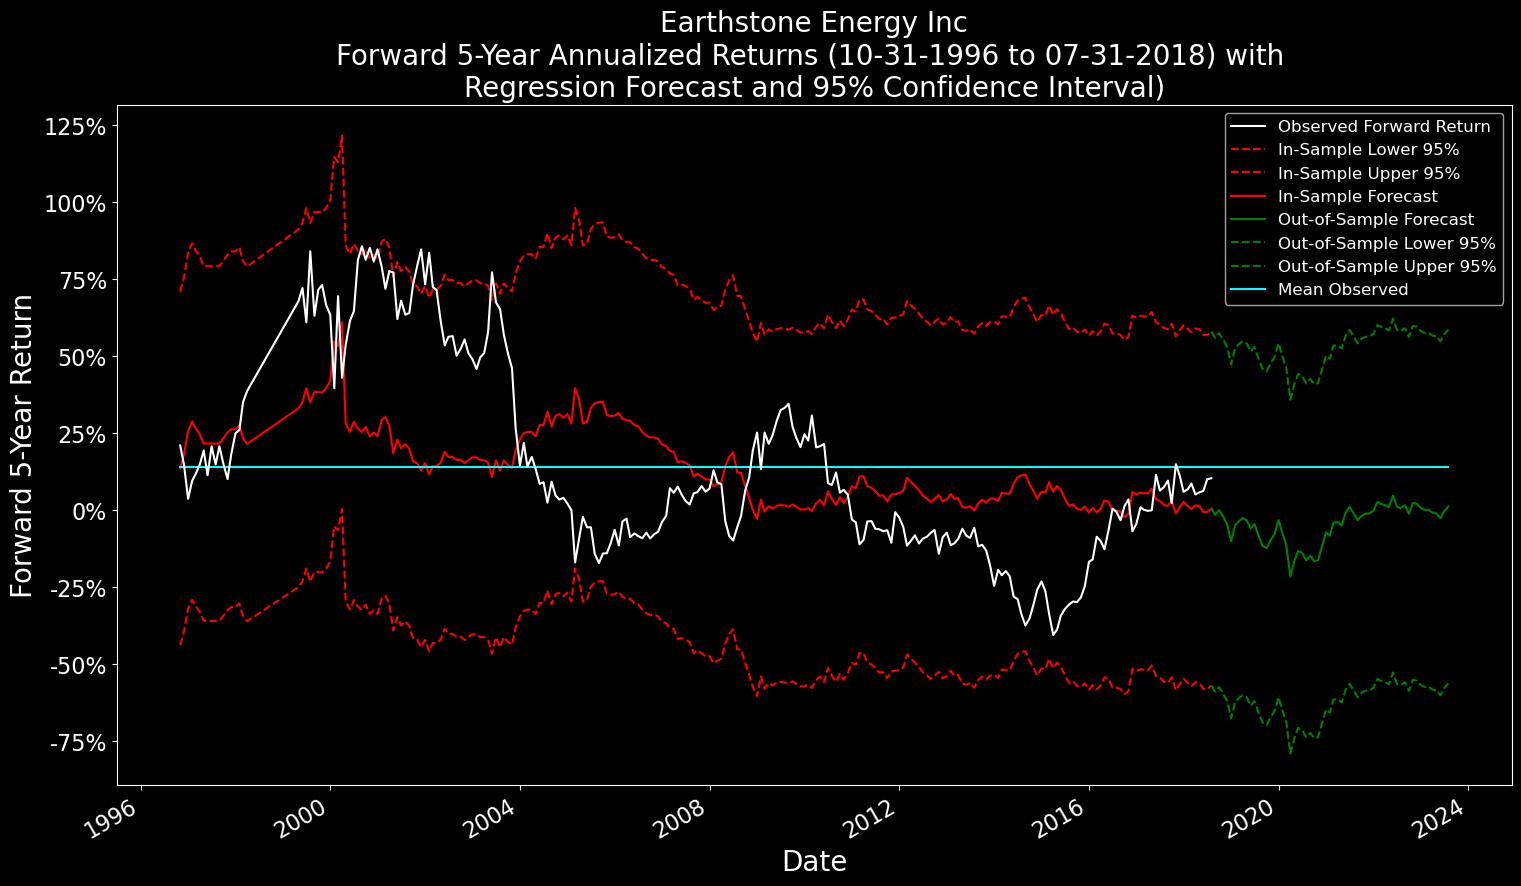 Earthstone Energy Inc
Forward 5-Year Annualized Returns (10-31-1996 to 07-31-2018) with
Regression Forecast and 95% Confidence Interval)
Forward 5-Year Return
125%
100%
75%
50%
25%
0%
-25%
-50%
-75%
Observed Forward Return
In-Sample Lower 95%
In-Sample Upper 95%
In-Sample Forecast
Out-of-Sample Forecast
Out-of-Sample Lower 95%
Out-of-Sample Upper 95%
Mean Observed
1996
2000
2004
2008
2012
2016
2020
2024
Date